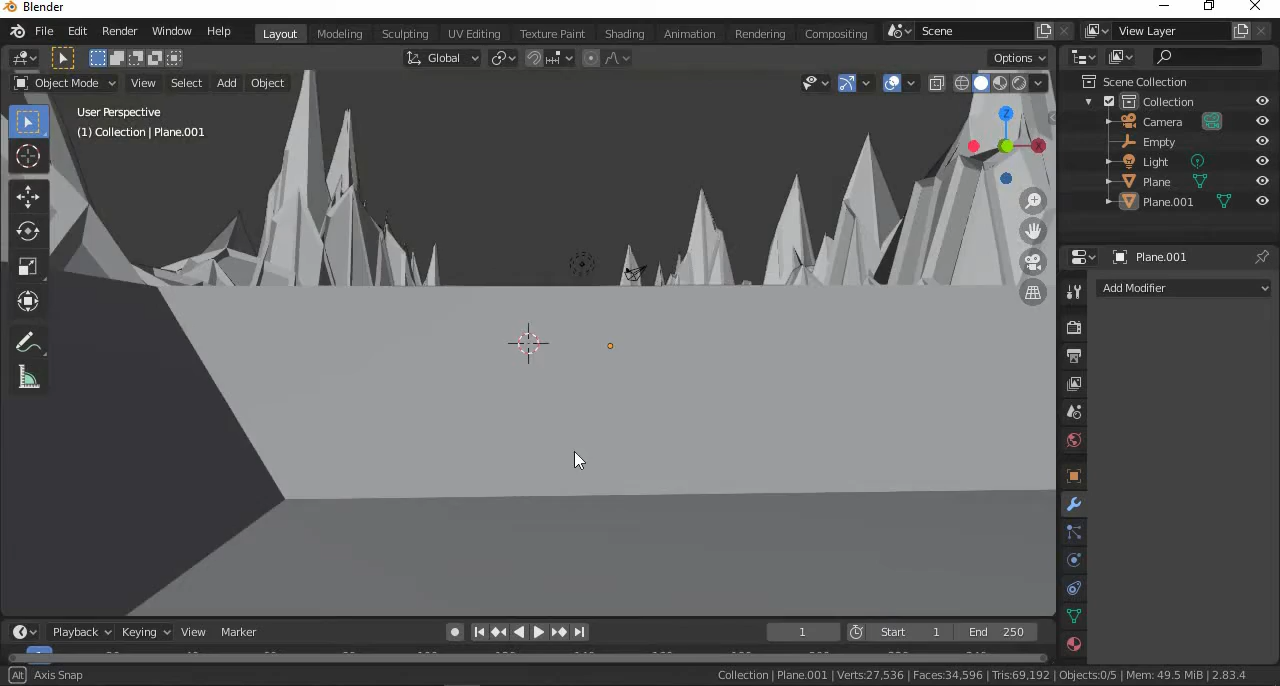 Blender
File Edit Render Window Help Layout Modeling Sculpting UV Editing Texture Paint Shading Animation Rendering Compositing Scene View Layer
Global Options
Object Mode View Select Add Object
User Perspective
(1) Collection | Plane.001
Z
X
Scene Collection
Collection
Camera
Empty
Light
Plane
Plane.001
Plane.001
Add Modifier
Playback Keying View Marker 1 Start 1 End 250
Alt Axis Snap Collection | Plane.001 | Verts:27,536 | Faces:34,596 | Tris:69,192 | Objects:0/5 | Mem: 49.5 MiB | 2.83.4